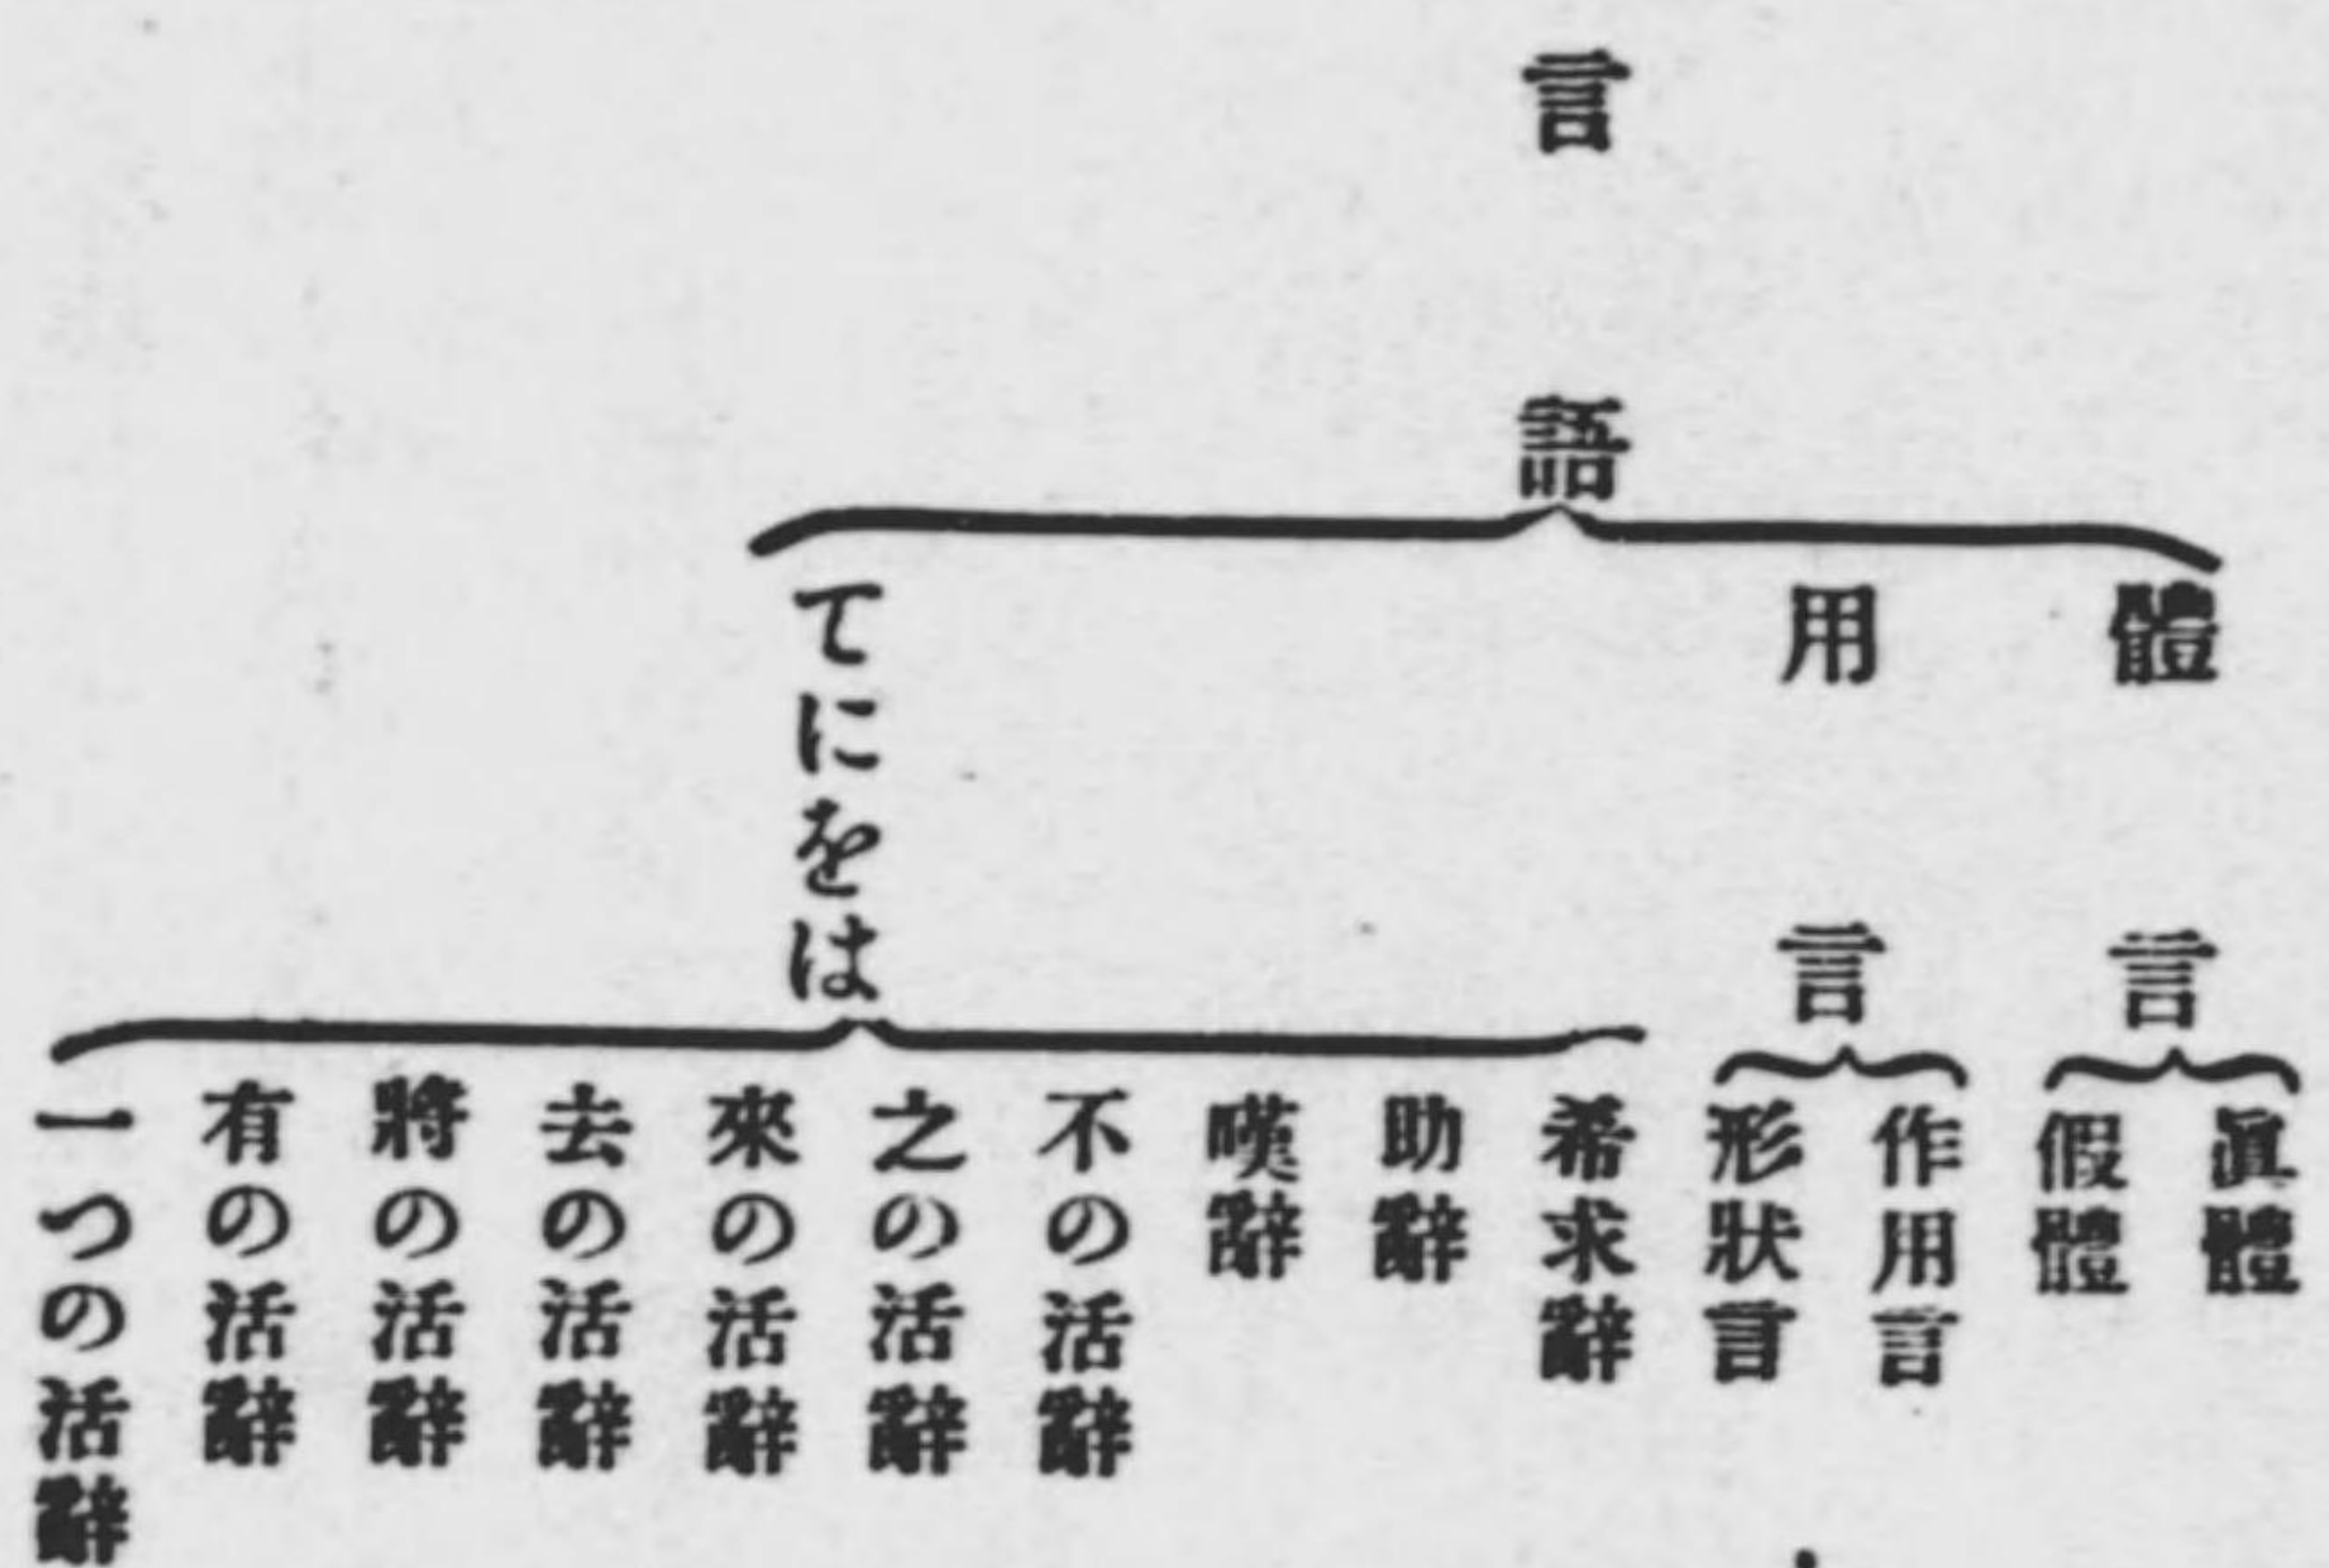 言語
體言
眞體
假體
用言
作用言
形狀言
てにをは
希求辭
助辭
嘆辭
不の活辭
之の活辭
來の活辭
去の活辭
將の活辭
有の活辭
一つの活辭